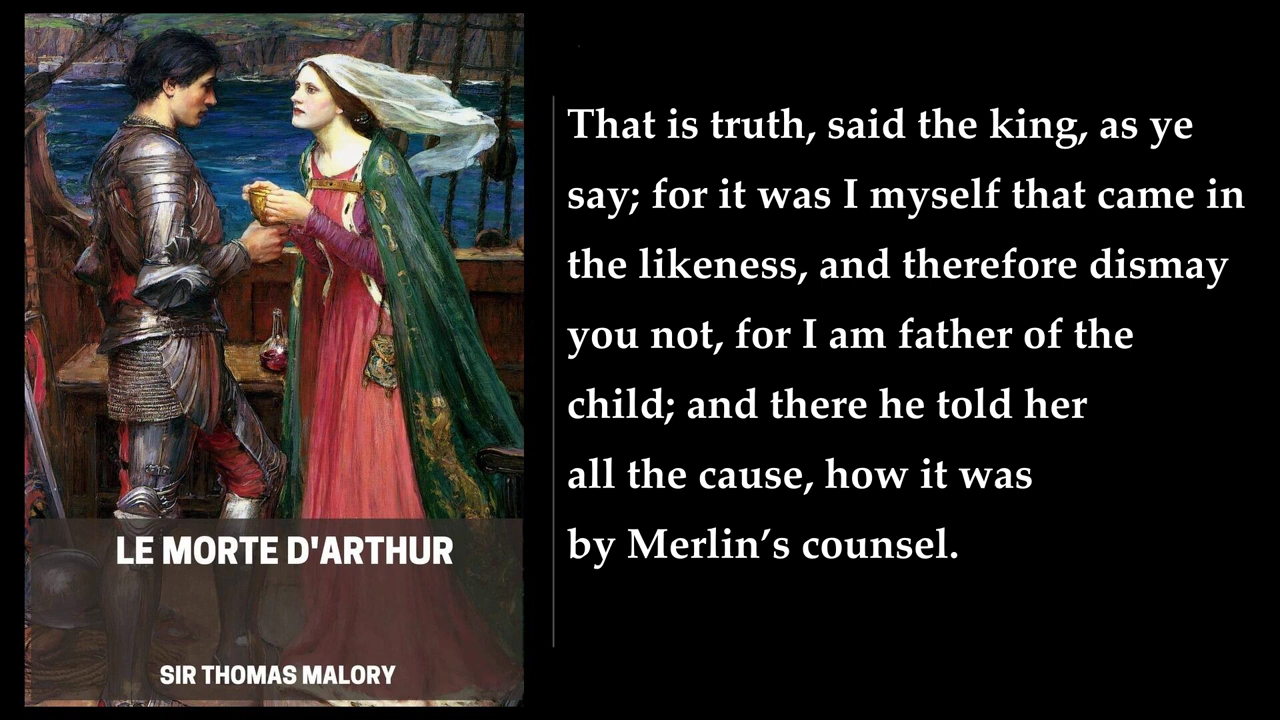 LE MORTE D'ARTHUR
SIR THOMAS MALORY
That is truth, said the king, as ye
say; for it was I myself that came in
the likeness, and therefore dismay
you not, for I am father of the
child; and there he told her
all the cause, how it was
by Merlin’s counsel.